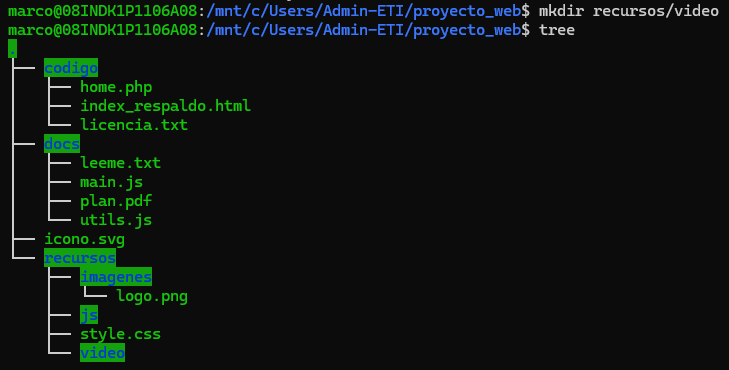 marco@08INDK1P1106A08:/mnt/c/Users/Admin-ETI/proyecto_web$ mkdir recursos/video
marco@08INDK1P1106A08:/mnt/c/Users/Admin-ETI/proyecto_web$ tree
.
├── codigo
│   ├── home.php
│   ├── index_respaldo.html
│   └── licencia.txt
├── docs
│   ├── leeme.txt
│   ├── main.js
│   ├── plan.pdf
│   └── utils.js
├── icono.svg
└── recursos
    ├── imagenes
    │   └── logo.png
    ├── js
    ├── style.css
    └── video